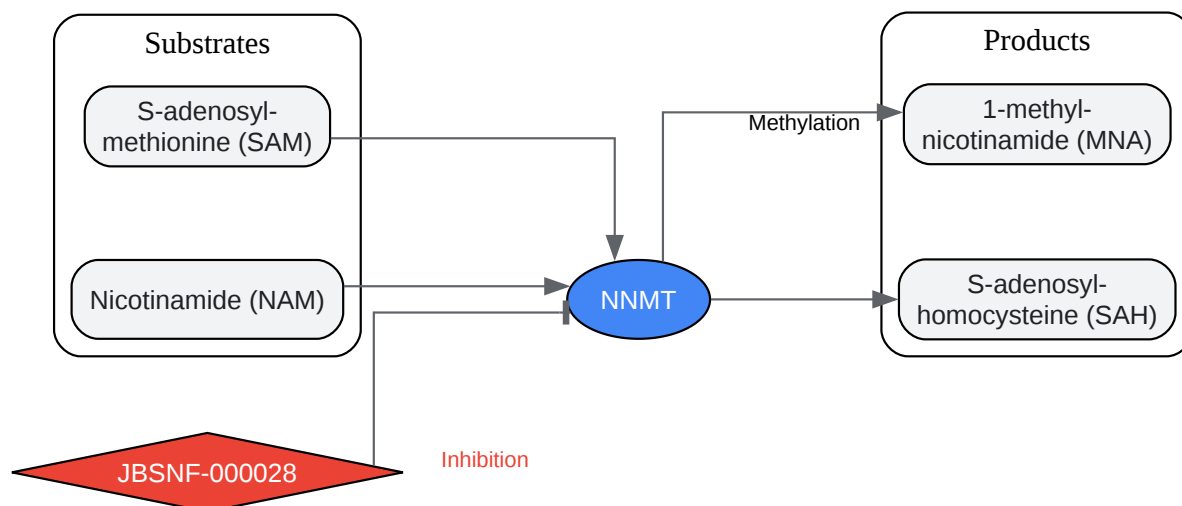 Substrates
S-adenosyl-
methionine (SAM)
Nicotinamide (NAM)
NNMT
Methylation
Products
1-methyl-
nicotinamide (MNA)
S-adenosyl-
homocysteine (SAH)
JBSNF-000028
Inhibition